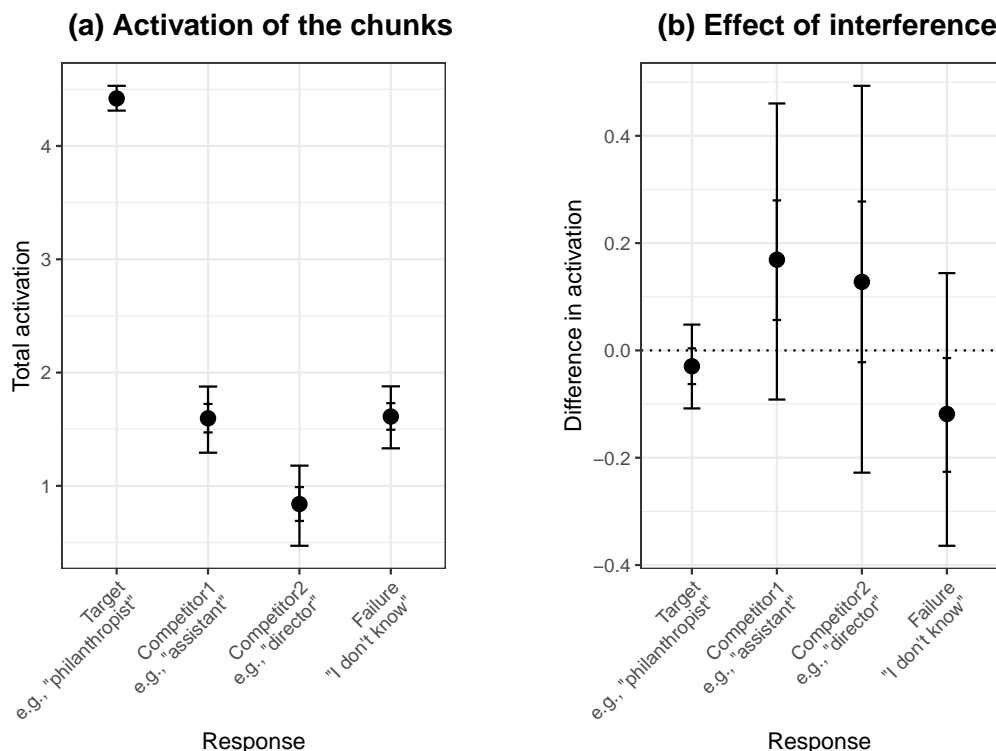 (a) Activation of the chunks
Total activation
4
3
2
1
Target
e.g., "philanthropist"
Competitor1
e.g., "assistant"
Competitor2
e.g., "director"
Failure
"I don't know"
Response
(b) Effect of interference
Difference in activation
0.4
0.2
0.0
−0.2
−0.4
Target
e.g., "philanthropist"
Competitor1
e.g., "assistant"
Competitor2
e.g., "director"
Failure
"I don't know"
Response